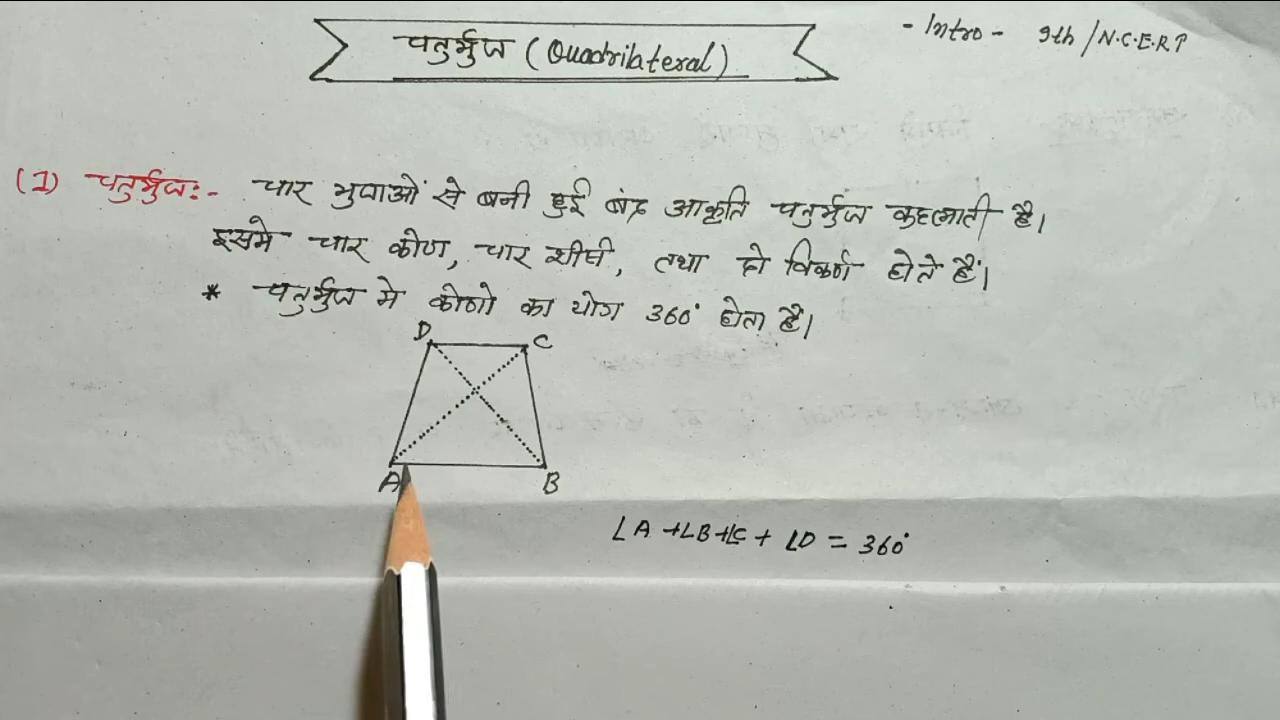 चतुर्भुज (Quadrilateral)
- Intro - 9th / N.C.E.R.T
(1) चतुर्भुज:- चार भुजाओं से बनी हुई बंद आकृति चतुर्भुज कहलाती है।
इसमे चार कोण, चार शीर्ष, तथा दो विकर्ण होते हैं।
* चतुर्भुज मे कोणो का योग 360° होता है।
D C
A B
∠A +∠B+∠C + ∠D = 360°